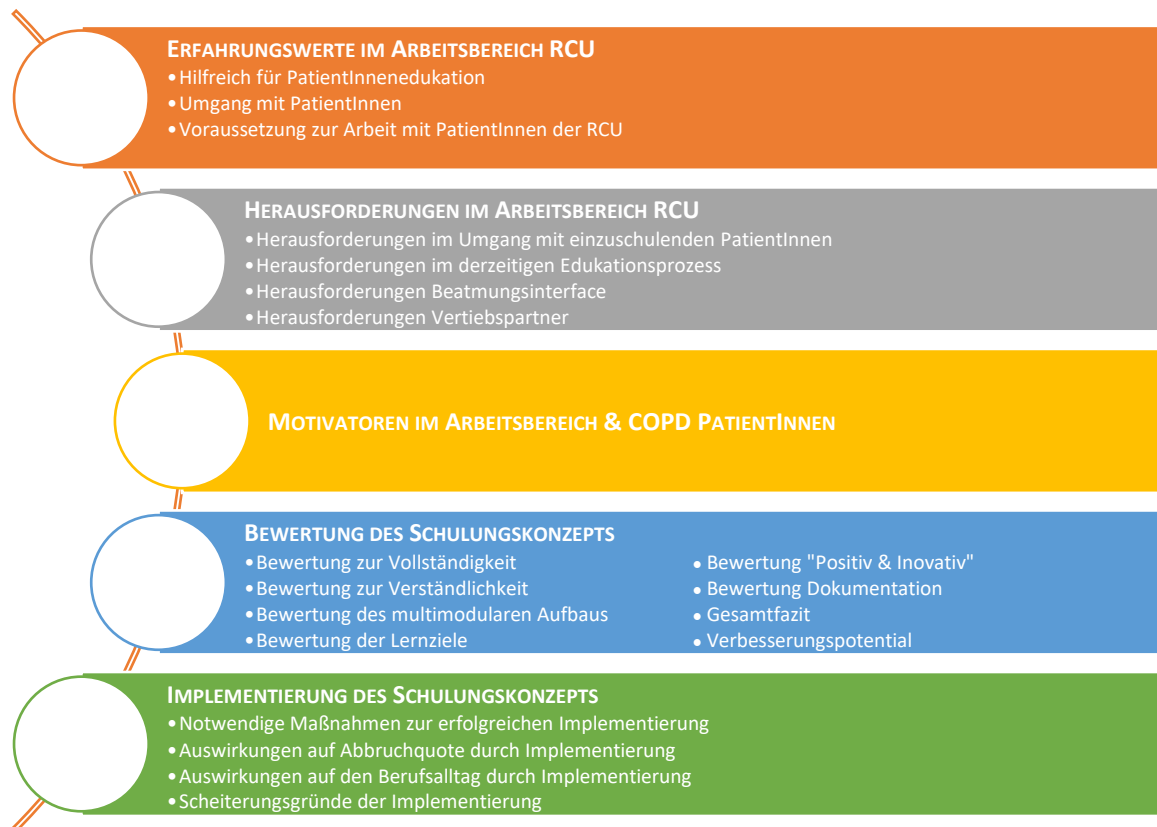 ERFAHRUNGSWERTE IM ARBEITSBEREICH RCU
•Hilfreich für PatientInnenedukation
•Umgang mit PatientInnen
•Voraussetzung zur Arbeit mit PatientInnen der RCU
HERAUSFORDERUNGEN IM ARBEITSBEREICH RCU
•Herausforderungen im Umgang mit einzuschulenden PatientInnen
•Herausforderungen im derzeitigen Edukationsprozess
•Herausforderungen Beatmungsinterface
•Herausforderungen Vertiebspartner
MOTIVATOREN IM ARBEITSBEREICH & COPD PATIENTINNEN
BEWERTUNG DES SCHULUNGSKONZEPTS
•Bewertung zur Vollständigkeit
•Bewertung zur Verständlichkeit
•Bewertung des multimodularen Aufbaus
•Bewertung der Lernziele
• Bewertung "Positiv & Inovativ"
• Bewertung Dokumentation
• Gesamtfazit
• Verbesserungspotential
IMPLEMENTIERUNG DES SCHULUNGSKONZEPTS
•Notwendige Maßnahmen zur erfolgreichen Implementierung
•Auswirkungen auf Abbruchquote durch Implementierung
•Auswirkungen auf den Berufsalltag durch Implementierung
•Scheiterungsgründe der Implementierung